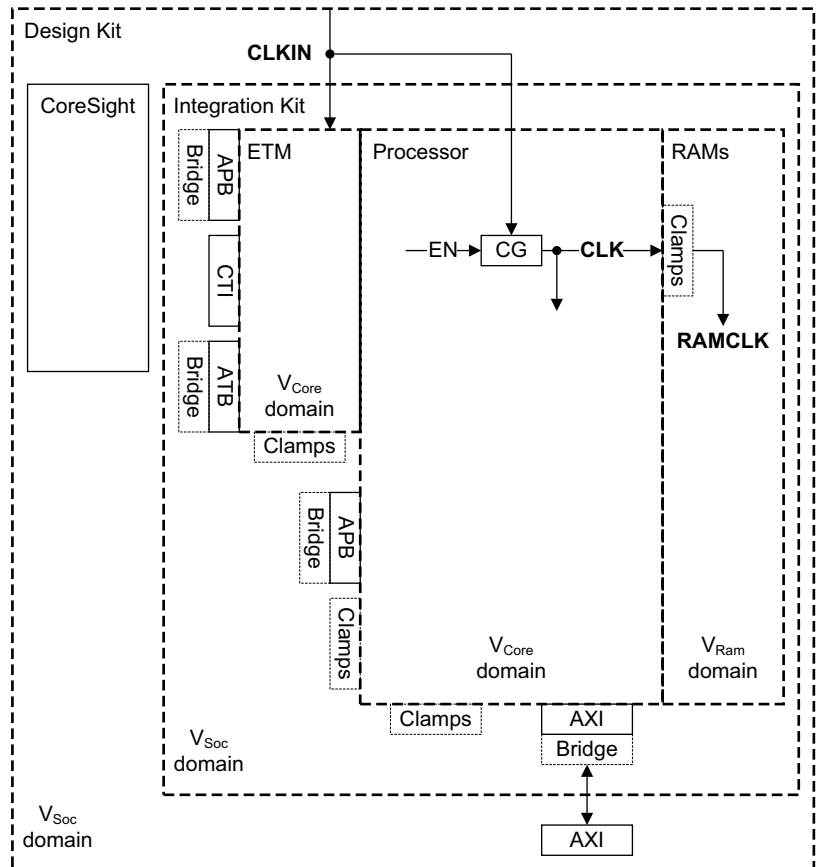 Design Kit
CLKIN
CoreSight
Integration Kit
Bridge
APB
ETM
Processor
RAMs
CTI
EN
CG
CLK
Clamps
RAMCLK
Bridge
ATB
VCore
domain
Clamps
Bridge
APB
Clamps
VCore
domain
VRam
domain
Clamps
AXI
Bridge
VSoc
domain
VSoc
domain
AXI